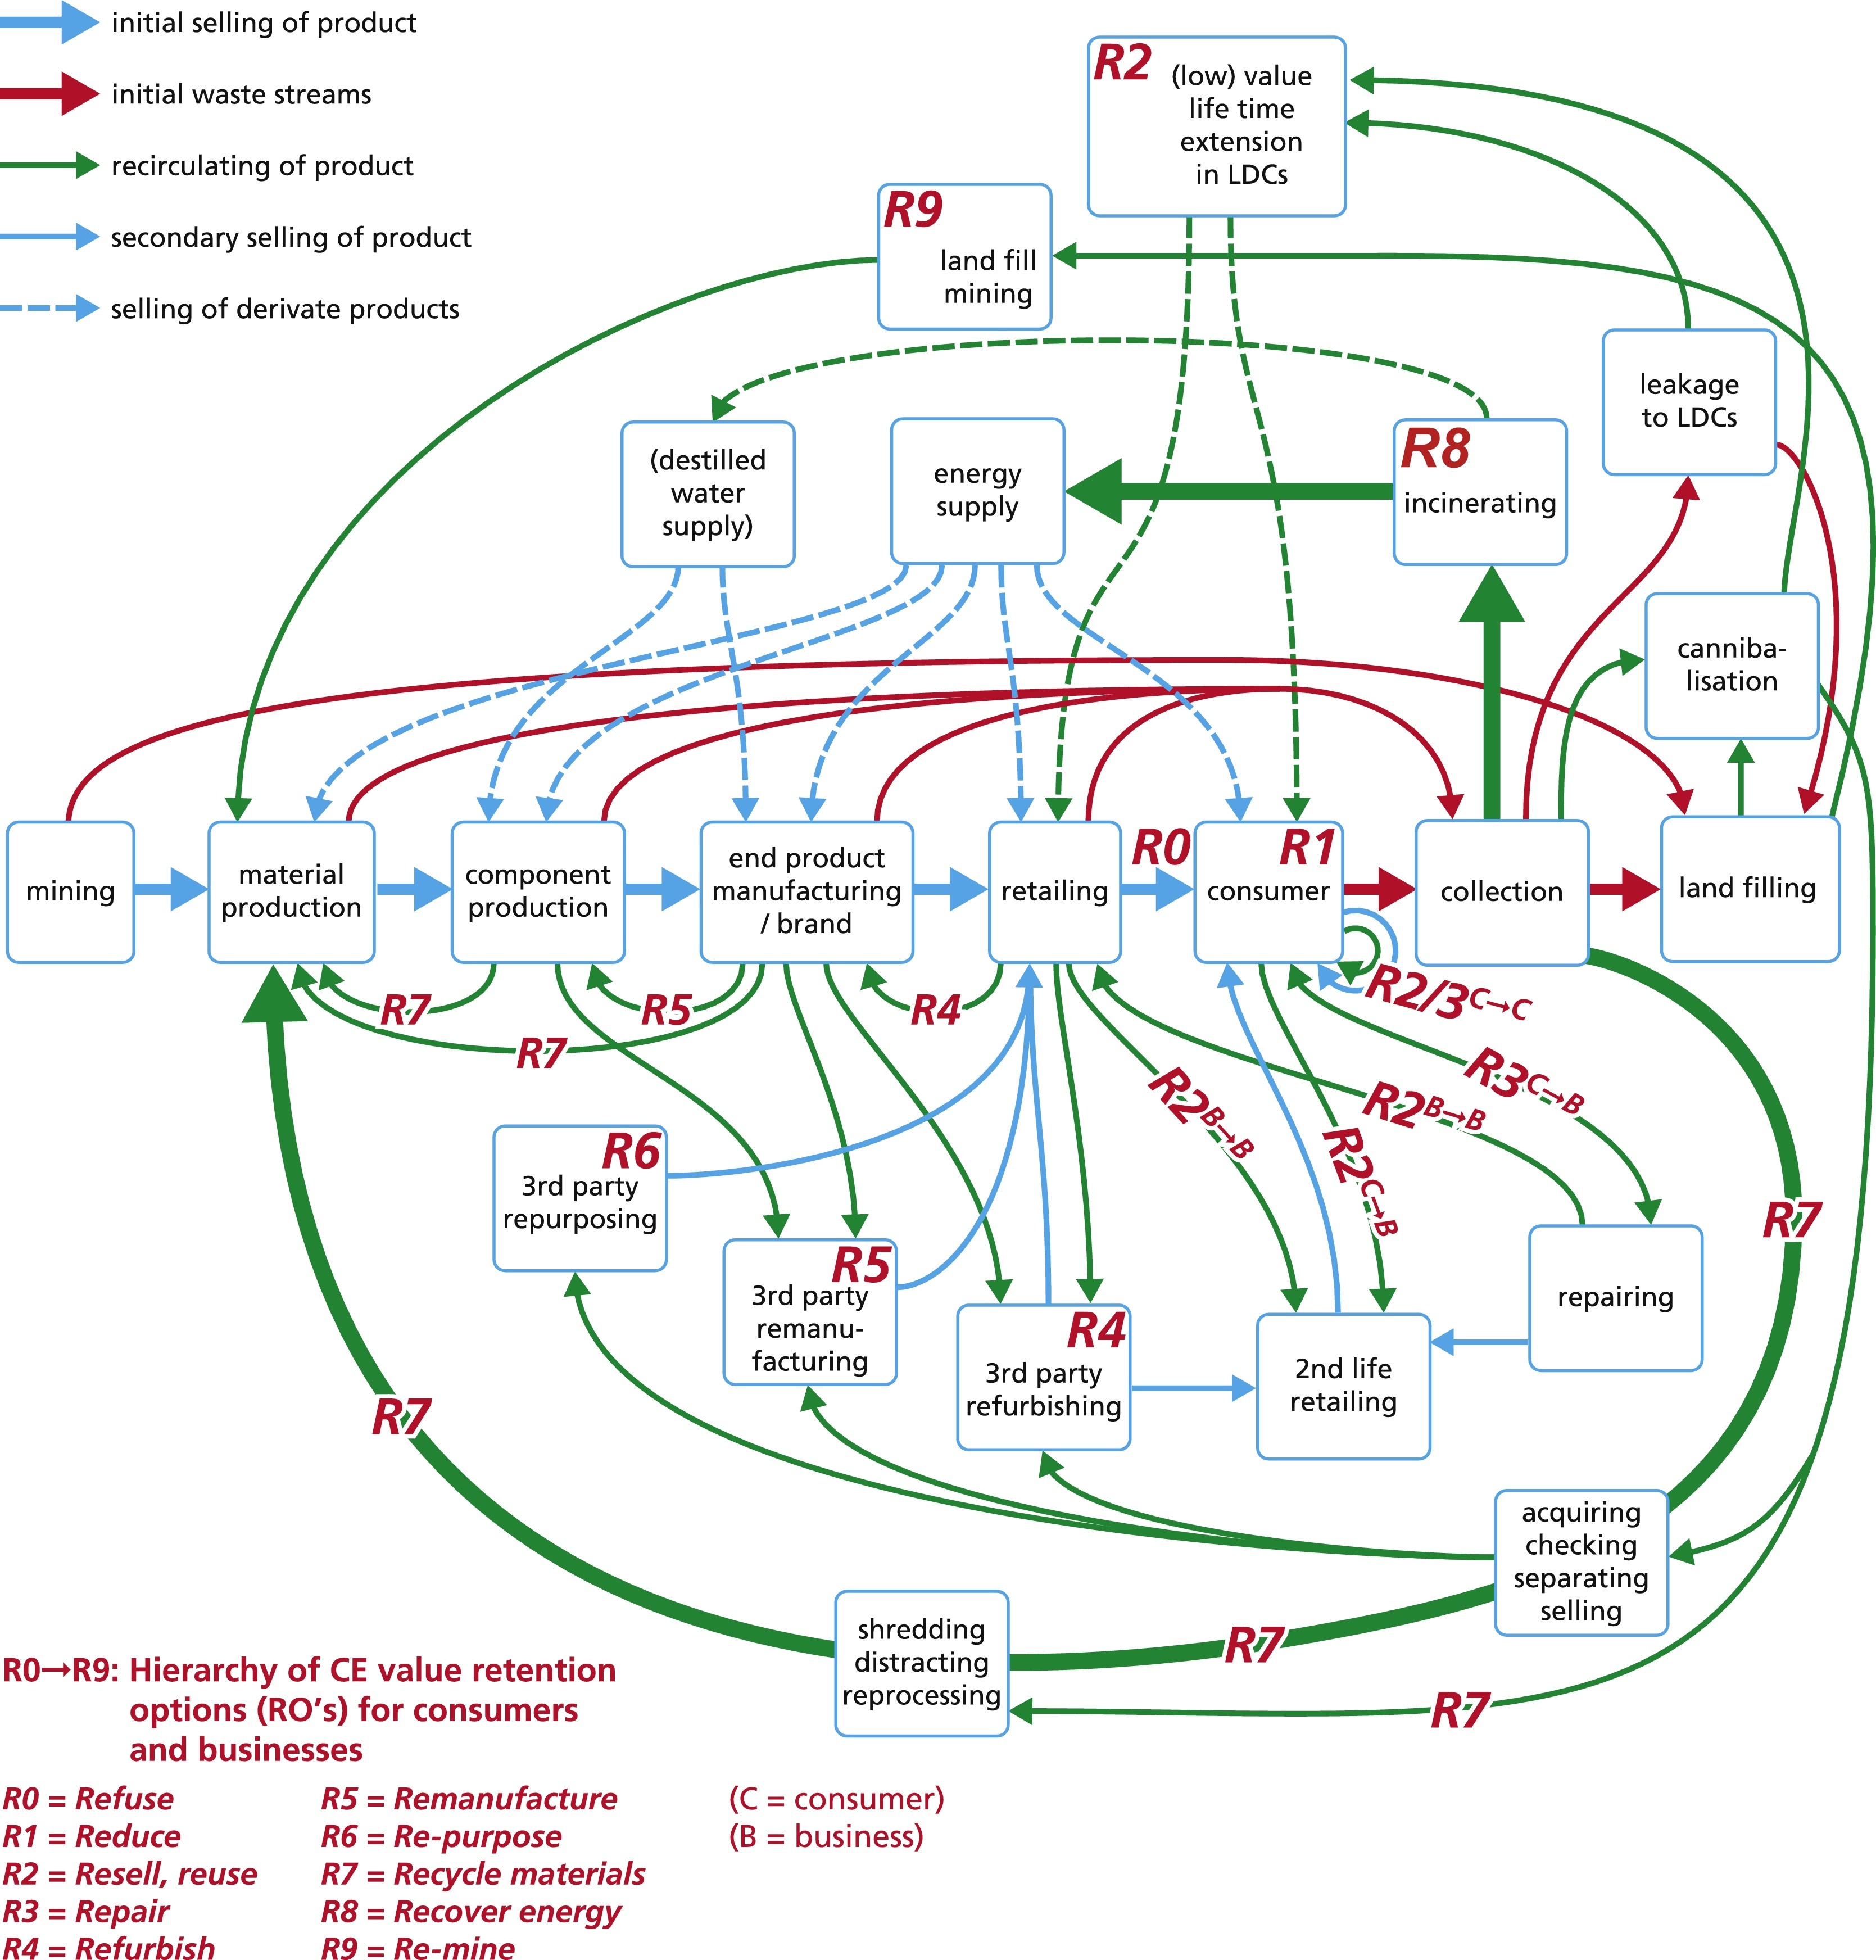 initial selling of product
initial waste streams
recirculating of product
secondary selling of product
selling of derivate products
R2
(low) value
life time
extension
in LDCs
R9
land fill
mining
leakage
to LDCs
(destilled
water
supply)
energy
supply
R8
incinerating
canniba-
lisation
mining
material
production
component
production
end product
manufacturing
/ brand
retailing
R0
R1
consumer
collection
land filling
R7
R5
R4
R2/3 C→C
R7
R3 C→B
R2 B→B
R2 B→B
R2 C→B
R6
3rd party
repurposing
R7
R5
3rd party
remanu-
facturing
R4
3rd party
refurbishing
2nd life
retailing
repairing
R7
acquiring
checking
separating
selling
shredding
distracting
reprocessing
R7
R7
R0→R9: Hierarchy of CE value retention
options (RO’s) for consumers
and businesses
R0 = Refuse
R1 = Reduce
R2 = Resell, reuse
R3 = Repair
R4 = Refurbish
R5 = Remanufacture
R6 = Re-purpose
R7 = Recycle materials
R8 = Recover energy
R9 = Re-mine
(C = consumer)
(B = business)